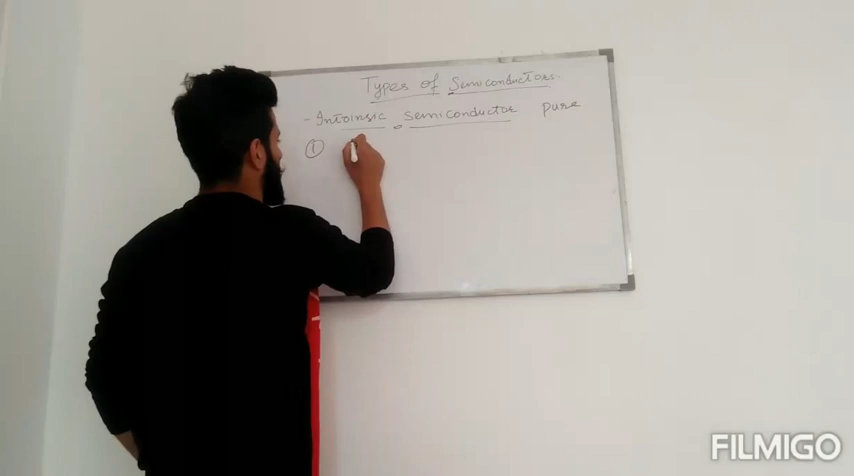 Types of Semiconductors.
- Intrinsic semiconductor pure
①
FILMIGO